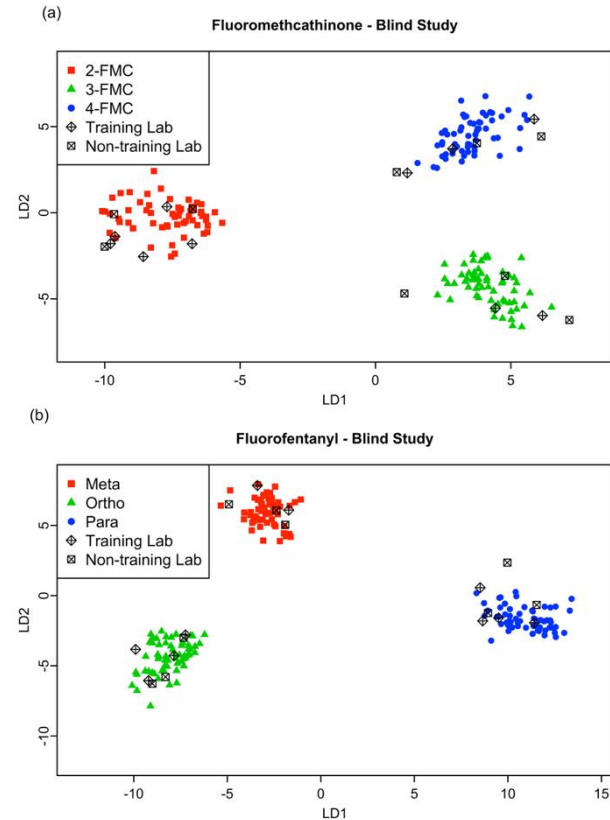 (a)
Fluoromethcathinone - Blind Study
2-FMC
3-FMC
4-FMC
Training Lab
Non-training Lab
LD2
5
0
-5
-10
-5
0
5
LD1
(b)
Fluorofentanyl - Blind Study
Meta
Ortho
Para
Training Lab
Non-training Lab
LD2
5
0
-5
-10
-10
-5
0
5
10
15
LD1